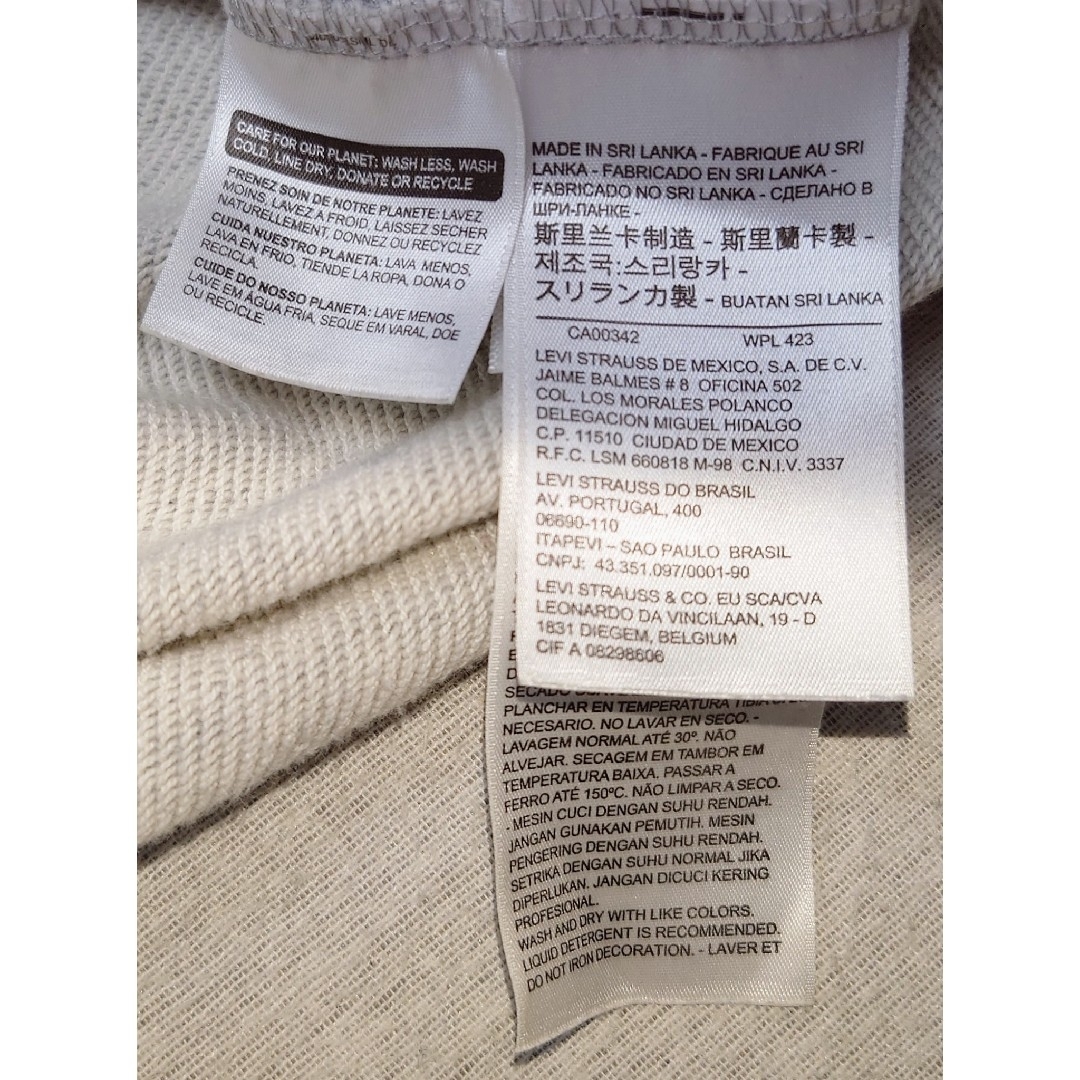 CARE FOR OUR PLANET: WASH LESS, WASH
COLD, LINE DRY, DONATE OR RECYCLE
PRENEZ SOIN DE NOTRE PLANETE: LAVEZ
MOINS, LAVEZ A FROID, LAISSEZ SECHER
NATURELLEMENT, DONNEZ OU RECYCLEZ
CUIDA NUESTRO PLANETA: LAVA MENOS,
LAVA EN FRIO, TIENDE LA ROPA, DONA O
RECICLA.
CUIDE DO NOSSO PLANETA: LAVE MENOS,
LAVE EM ÁGUA FRIA, SEQUE EM VARAL, DOE
OU RECICLE.
MADE IN SRI LANKA - FABRIQUE AU SRI
LANKA - FABRICADO EN SRI LANKA -
FABRICADO NO SRI LANKA - СДЕЛАНО В
ШРИ-ЛАНКЕ -
斯里兰卡制造 - 斯里蘭卡製 -
제조국:스리랑카 -
スリランカ製 - BUATAN SRI LANKA
CA00342 WPL 423
LEVI STRAUSS DE MEXICO, S.A. DE C.V.
JAIME BALMES # 8 OFICINA 502
COL. LOS MORALES POLANCO
DELEGACION MIGUEL HIDALGO
C.P. 11510 CIUDAD DE MEXICO
R.F.C. LSM 660818 M-98 C.N.I.V. 3337
LEVI STRAUSS DO BRASIL
AV. PORTUGAL, 400
06690-110
ITAPEVI – SAO PAULO BRASIL
CNPJ: 43.351.097/0001-90
LEVI STRAUSS & CO. EU SCA/CVA
LEONARDO DA VINCILAAN, 19 - D
1831 DIEGEM, BELGIUM
CIF A 08298606
SECADO
PLANCHAR EN TEMPERATURA TIBIA
NECESARIO. NO LAVAR EN SECO. -
LAVAGEM NORMAL ATÉ 30º. NÃO
ALVEJAR. SECAGEM EM TAMBOR EM
TEMPERATURA BAIXA. PASSAR A
FERRO ATÉ 150ºC. NÃO LIMPAR A SECO.
- MESIN CUCI DENGAN SUHU RENDAH.
JANGAN GUNAKAN PEMUTIH. MESIN
PENGERING DENGAN SUHU RENDAH.
SETRIKA DENGAN SUHU NORMAL JIKA
DIPERLUKAN. JANGAN DICUCI KERING
PROFESIONAL.
WASH AND DRY WITH LIKE COLORS.
LIQUID DETERGENT IS RECOMMENDED.
DO NOT IRON DECORATION. - LAVER ET